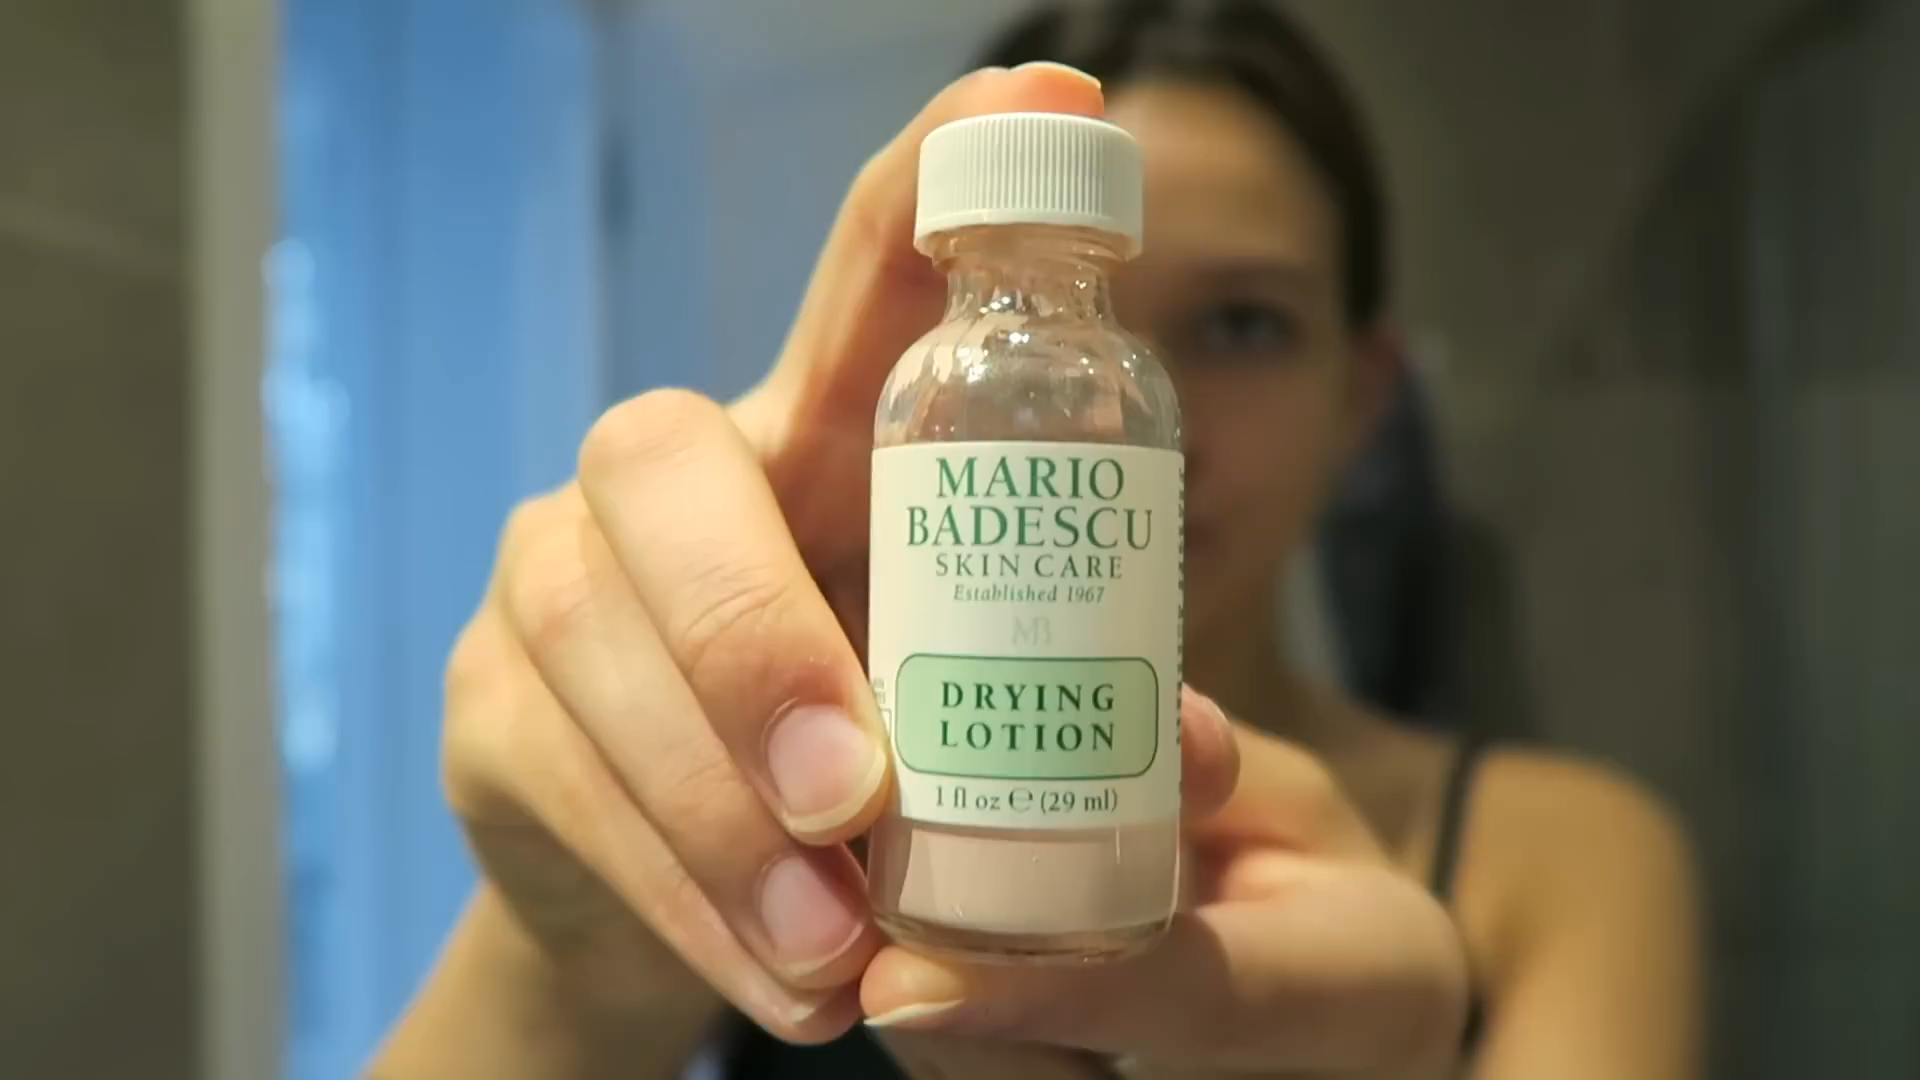 MARIO
BADESCU
SKIN CARE
Established 1967
MB
DRYING
LOTION
1 fl oz ℮ (29 ml)